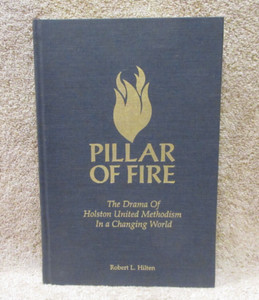 PILLAR
OF FIRE
The Drama Of
Holston United Methodism
In a Changing World
Robert L. Hilten